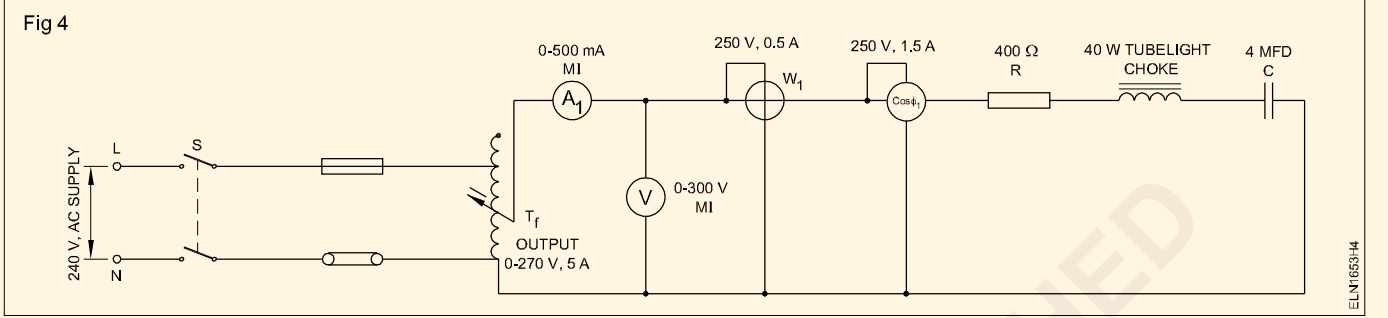 Fig 4
0-500 mA
MI
A1
250 V, 0.5 A
W1
250 V, 1.5 A
Cosϕ1
400 Ω
R
40 W TUBELIGHT
CHOKE
4 MFD
C
240 V, AC SUPPLY
L
S
N
Tf
OUTPUT
0-270 V, 5 A
V
0-300 V
MI
HED
ELN1653H4